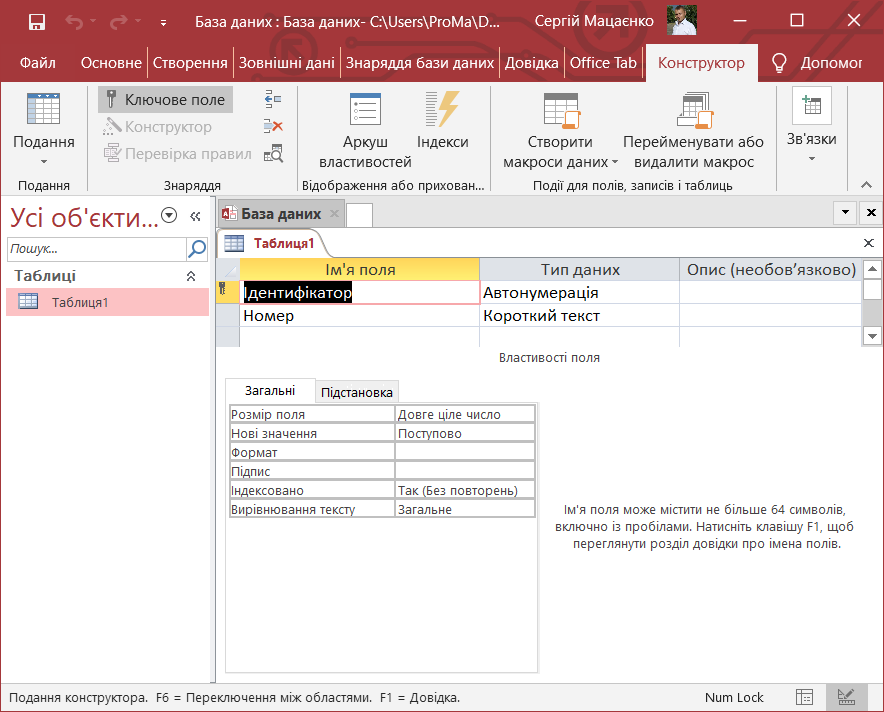 База даних : База даних- C:\Users\ProMa\D... Сергій Мацаєнко
Файл Основне Створення Зовнішні дані Знаряддя бази даних Довідка Office Tab Конструктор Допомог
Подання
Ключове поле
Конструктор
Перевірка правил
Аркуш
властивостей
Індекси
Створити
макроси даних
Перейменувати або
видалити макрос
Зв'язки
Подання Знаряддя Відображення або прихован... Події для полів, записів і таблиць
Усі об'єкти... «
Пошук...
Таблиці
Таблиця1
База даних
Таблиця1
Ім'я поля Тип даних Опис (необов’язково)
Ідентифікатор Автонумерація
Номер Короткий текст
Властивості поля
Загальні Підстановка
Розмір поля Довге ціле число
Нові значення Поступово
Формат
Підпис
Індексовано Так (Без повторень)
Вирівнювання тексту Загальне
Ім'я поля може містити не більше 64 символів,
включно із пробілами. Натисніть клавішу F1, щоб
переглянути розділ довідки про імена полів.
Подання конструктора. F6 = Переключення між областями. F1 = Довідка. Num Lock